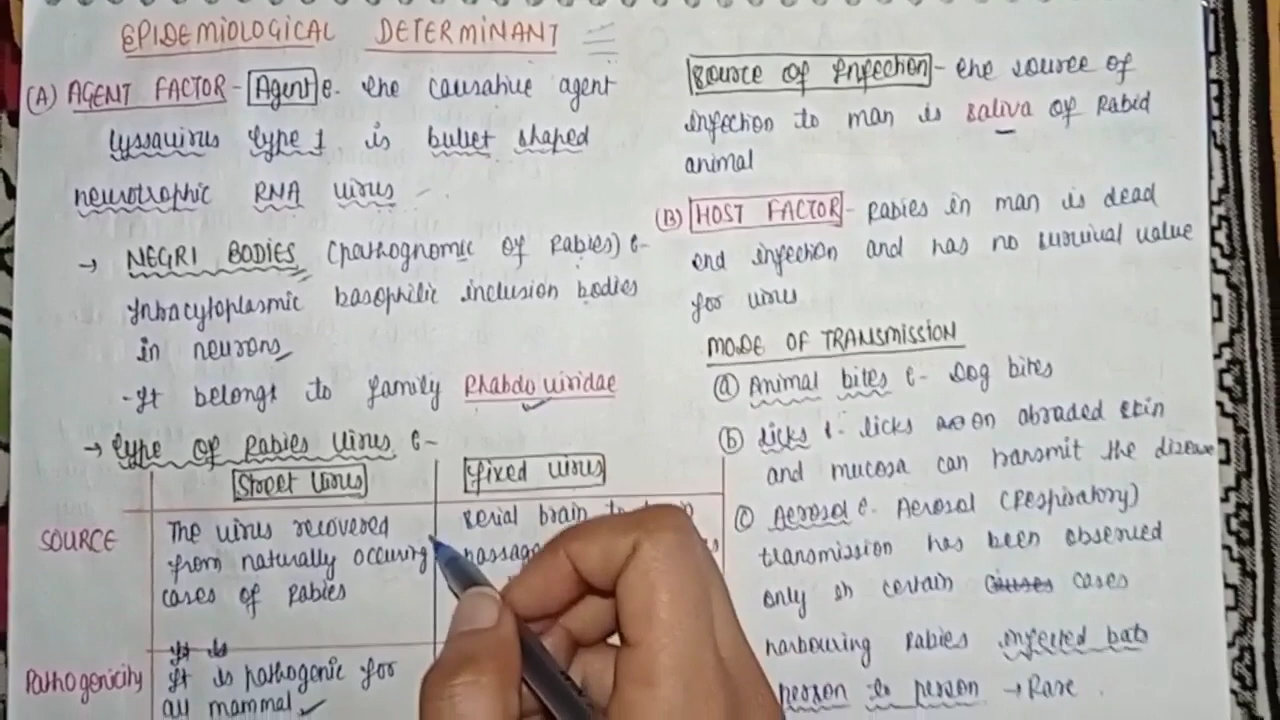 EPIDEMIOLOGICAL DETERMINANT
(A) AGENT FACTOR - Agent :- the causative agent
lyssavirus type 1 is bullet shaped
neurotrophic RNA virus
→ NEGRI BODIES (pathognomic of Rabies) :-
Intracytoplasmic basophilic inclusion bodies
in neurons
- It belongs to family Rhabdoviridae
→ Type of Rabies Virus :-
Street Virus
fixed virus
SOURCE
The virus recovered
from naturally occuring
cases of Rabies
serial brain to
passage
It is
Pathogenicity
It is pathogenic for
all mammal
Source of Infection - the source of
infection to man is saliva of Rabid
animal
(B) HOST FACTOR - Rabies in man is dead
end infection and has no survival value
for virus
MODE OF TRANSMISSION
(a) Animal bites :- Dog bites
(b) licks :- licks on abraded skin
and mucosa can transmit the disease
(c) Aerosol :- Aerosol (Respiratory)
transmission has been observed
only in certain cases
harbouring Rabies infected bats
person to person → Rare